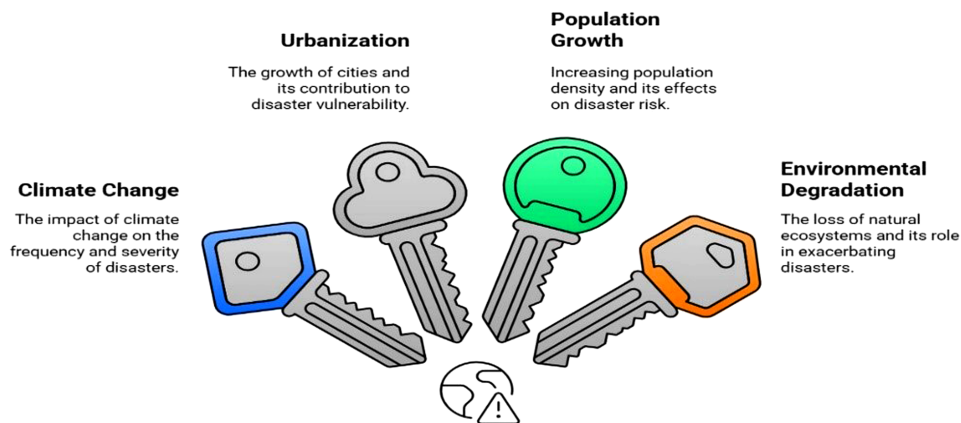 Population
Growth
Urbanization
The growth of cities and
its contribution to
disaster vulnerability.
Increasing population
density and its effects
on disaster risk.
Climate Change
The impact of climate
change on the
frequency and severity
of disasters.
Environmental
Degradation
The loss of natural
ecosystems and its role
in exacerbating
disasters.